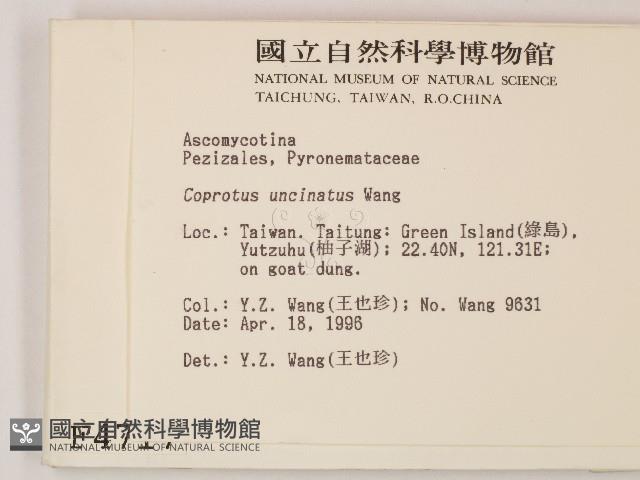 國立自然科學博物館
NATIONAL MUSEUM OF NATURAL SCIENCE
TAICHUNG, TAIWAN, R.O.CHINA
Ascomycotina
Pezizales, Pyronemataceae
Coprotus uncinatus Wang
Loc.: Taiwan. Taitung: Green Island(綠島),
Yutzuhu(柚子湖); 22.40N, 121.31E;
on goat dung.
Col.: Y.Z. Wang(王也珍); No. Wang 9631
Date: Apr. 18, 1996
Det.: Y.Z. Wang(王也珍)
國立自然科學博物館
NATIONAL MUSEUM OF NATURAL SCIENCE